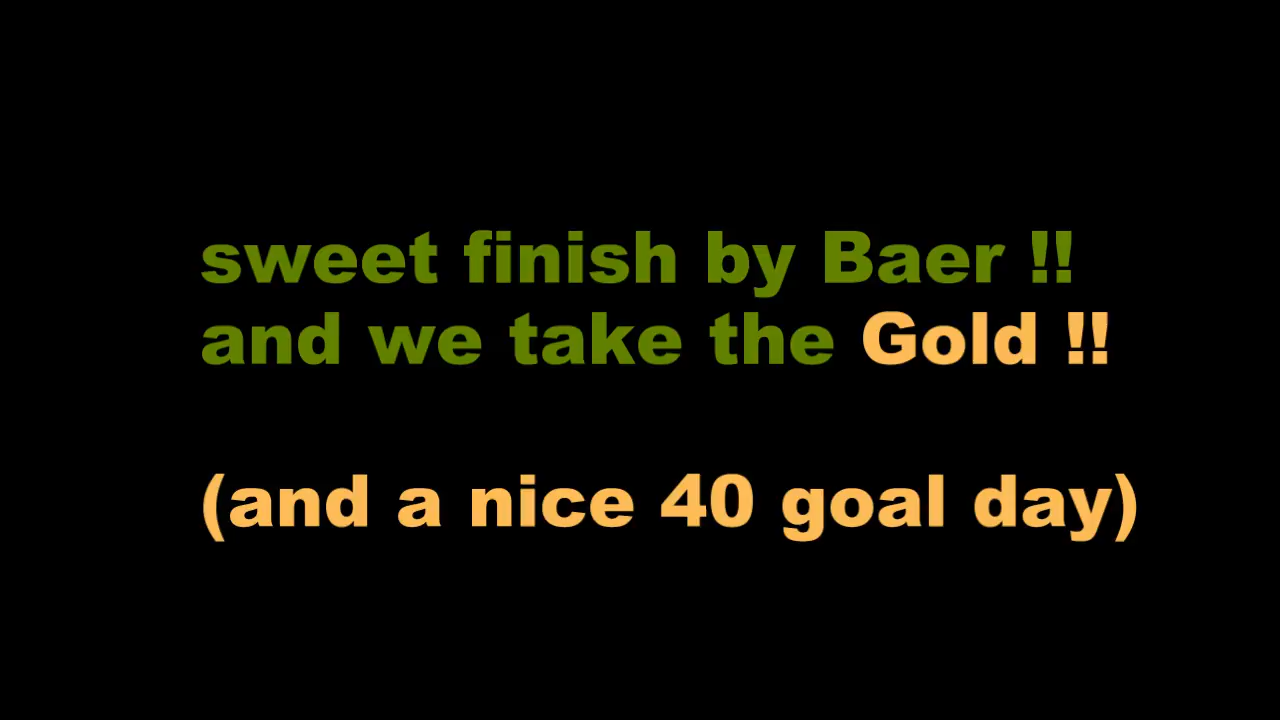 sweet finish by Baer !!
and we take the Gold !!
(and a nice 40 goal day)